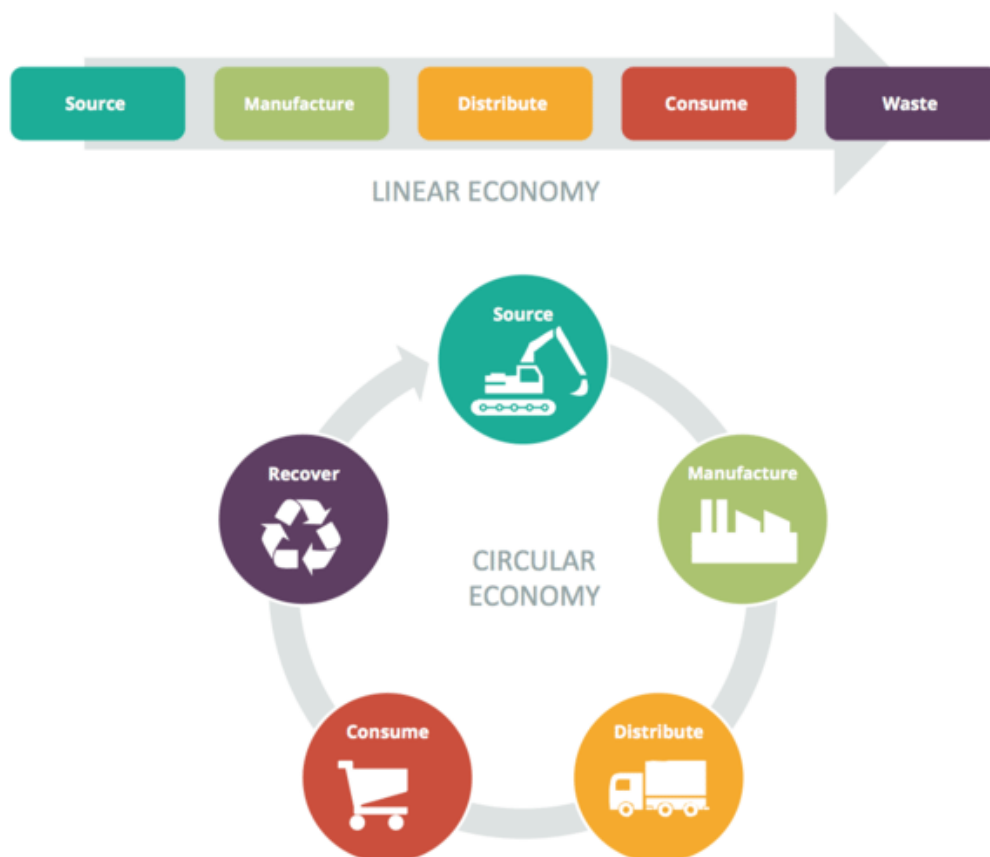 Source
Manufacture
Distribute
Consume
Waste
LINEAR ECONOMY
Source
Recover
Manufacture
CIRCULAR
ECONOMY
Consume
Distribute